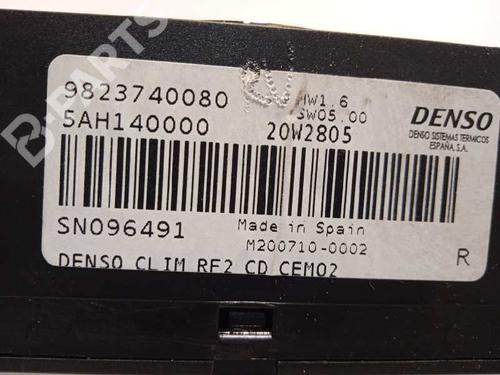 9823740080
HW1.6
5AH140000
SW05.00
20W2805
DENSO
DENSO SISTEMAS TERMICOS
ESPAÑA, S.A.
SN096491
Made in Spain
M200710-0002
R
DENSO CLIM RF2 CD CEM02
B-PARTS